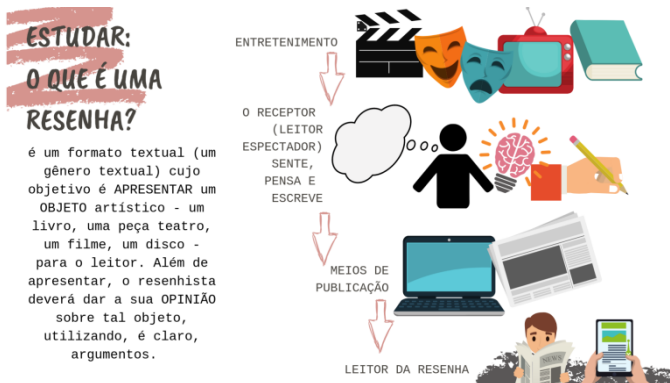 ESTUDAR:
O QUE É UMA
RESENHA?
é um formato textual (um
gênero textual) cujo
objetivo é APRESENTAR um
OBJETO artístico - um
livro, uma peça teatro,
um filme, um disco -
para o leitor. Além de
apresentar, o resenhista
deverá dar a sua OPINIÃO
sobre tal objeto,
utilizando, é claro,
argumentos.
ENTRETENIMENTO
O RECEPTOR
(LEITOR
ESPECTADOR)
SENTE,
PENSA E
ESCREVE
MEIOS DE
PUBLICAÇÃO
LEITOR DA RESENHA
NEWS